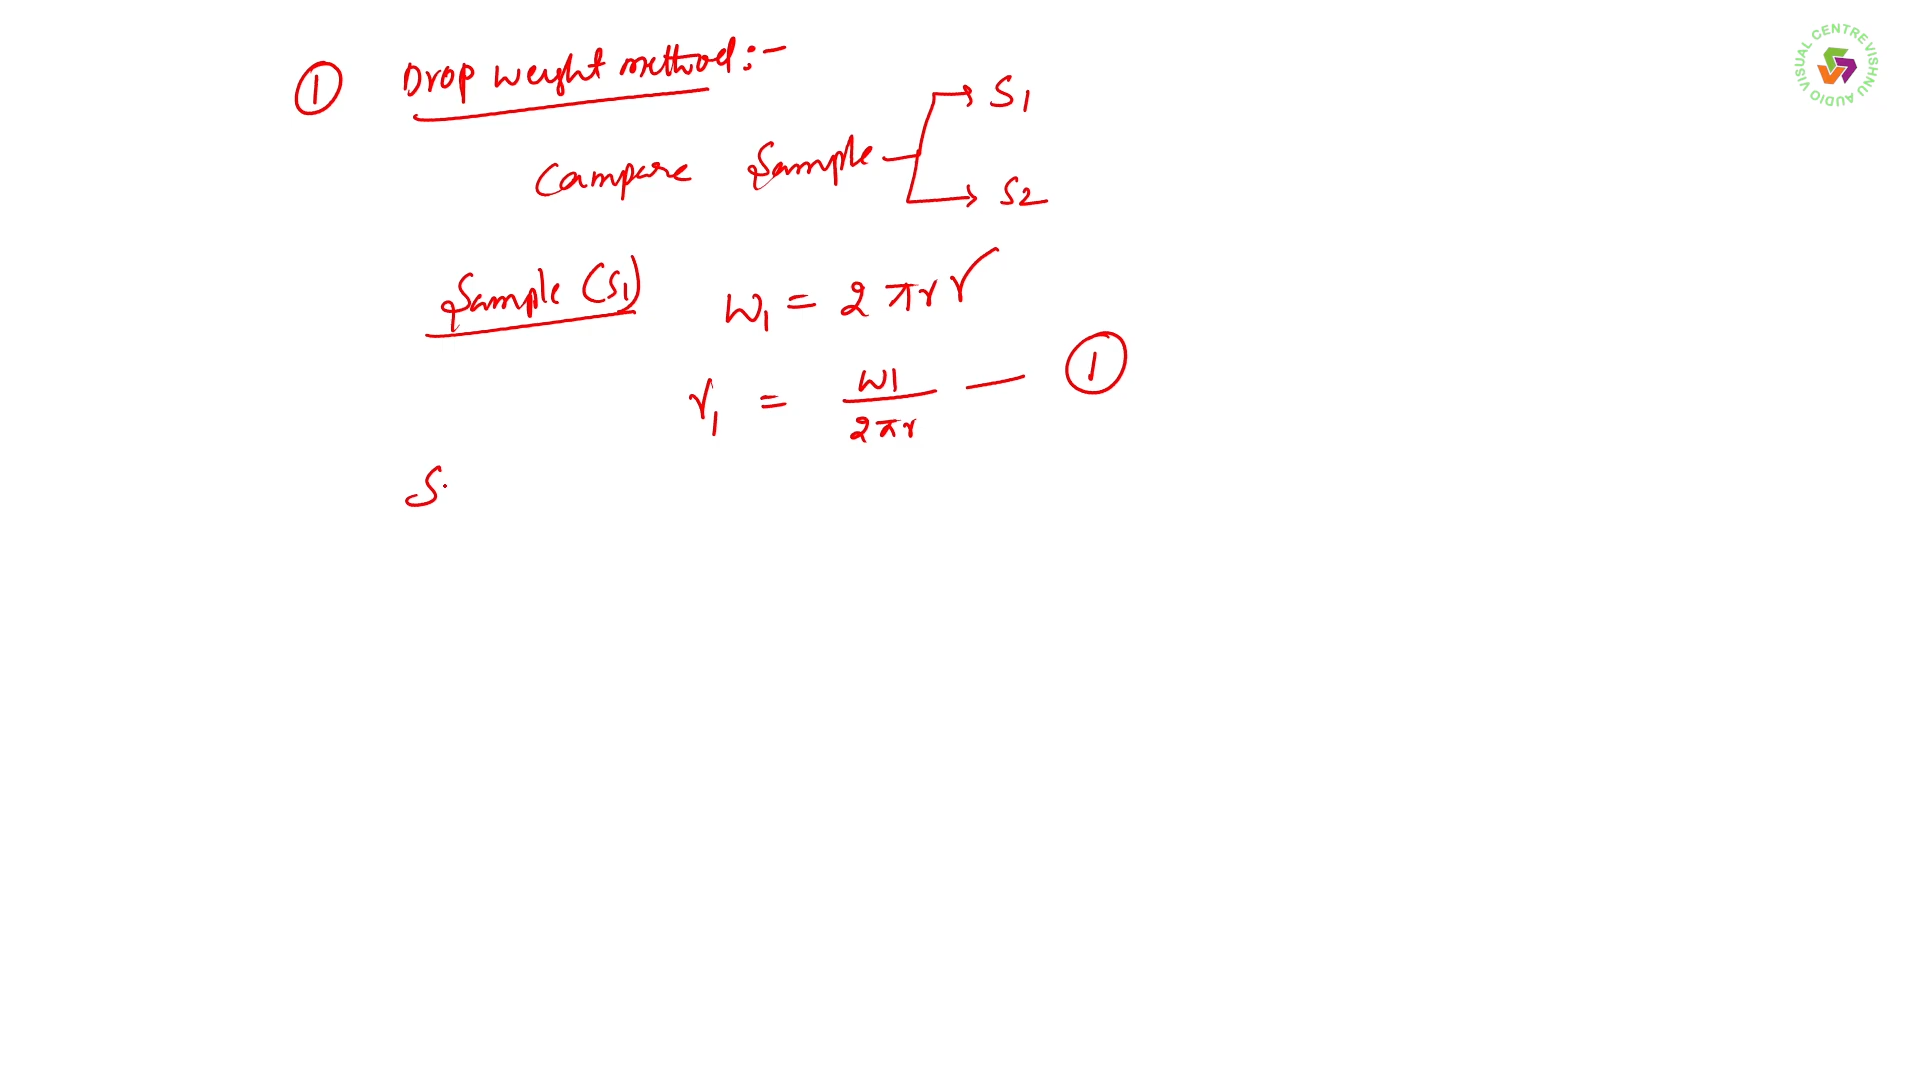 ① Drop weight method :-
Compare Sample → S1
→ S2
Sample (S1) W1 = 2πrγ
γ1 = W1/2πr — ①
S
VISHNU AUDIO VISUAL CENTRE